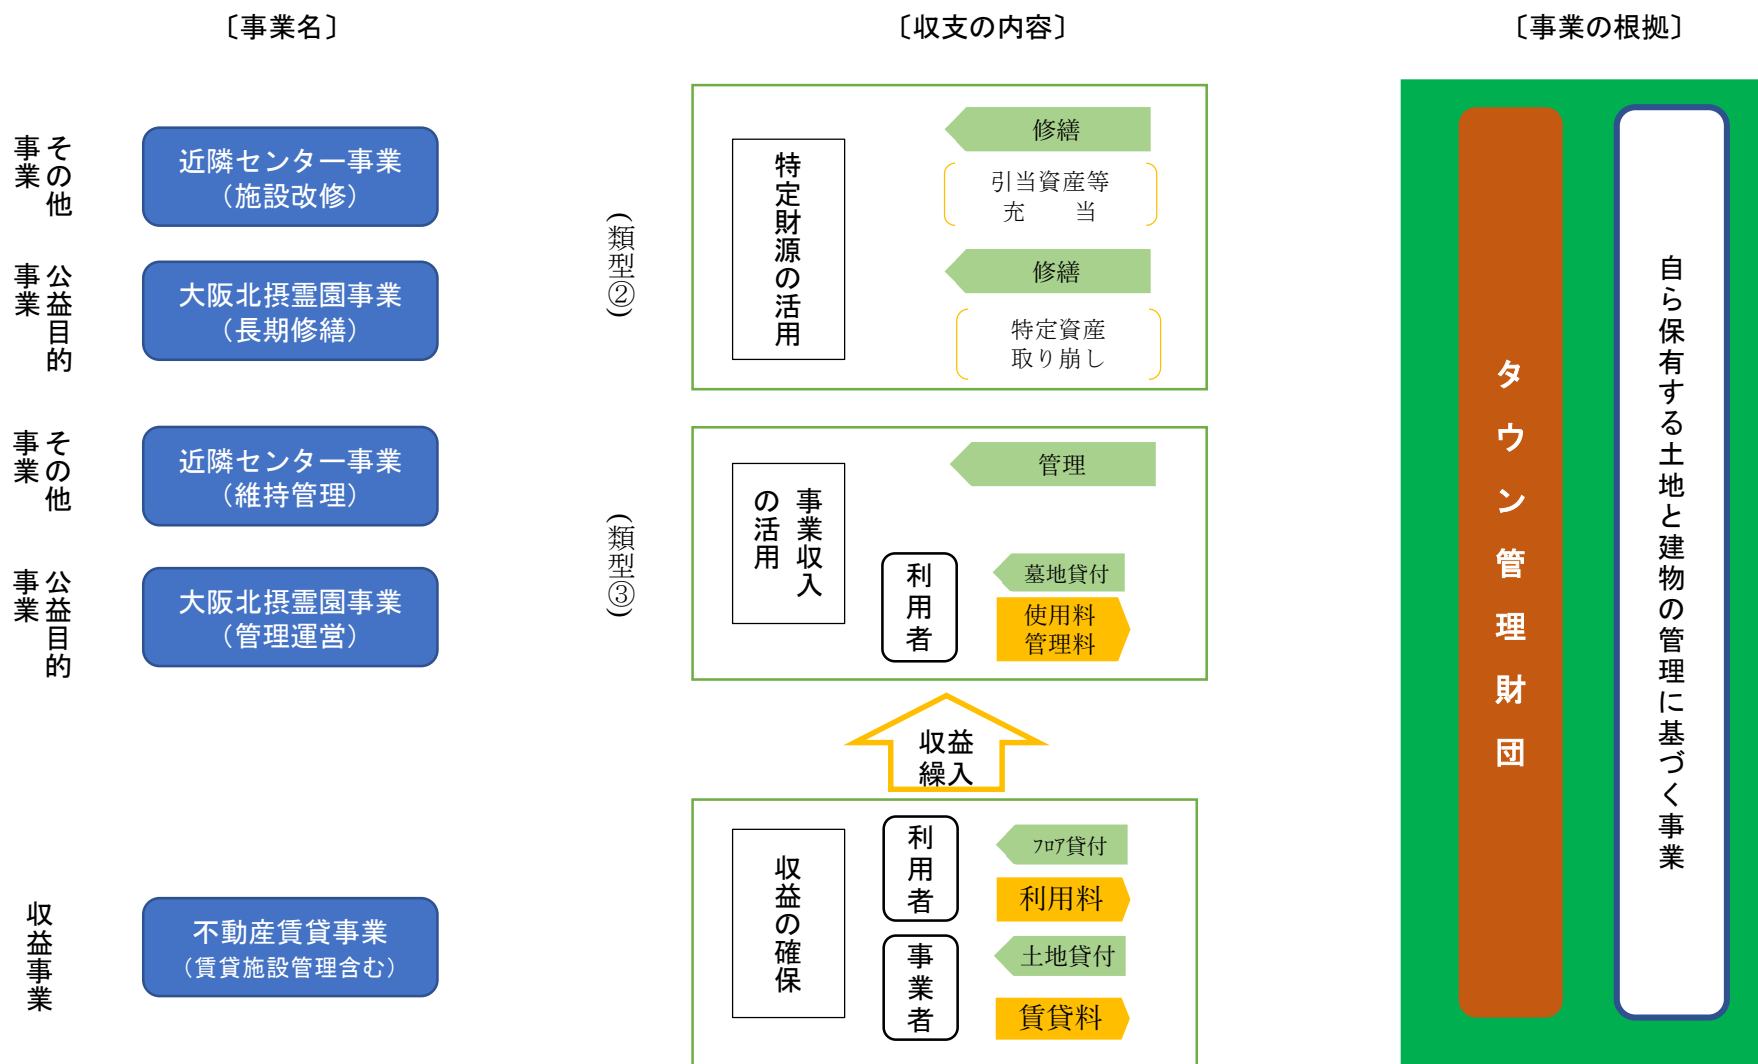 〔事業名〕
〔収支の内容〕
〔事業の根拠〕
その他
事業
近隣センター事業
（施設改修）
公益目的
事業
大阪北摂霊園事業
（長期修繕）
(類型②)
特定財源の活用
修繕
引当資産等
充　　当
修繕
特定資産
取り崩し
その他
事業
近隣センター事業
（維持管理）
公益目的
事業
大阪北摂霊園事業
（管理運営）
(類型③)
事業収入
の活用
管理
利用者
墓地貸付
使用料
管理料
収益
繰入
収益事業
不動産賃貸事業
（賃貸施設管理含む）
収益の確保
利用者
ﾌﾛｱ貸付
利用料
事業者
土地貸付
賃貸料
タウン管理財団
自ら保有する土地と建物の管理に基づく事業